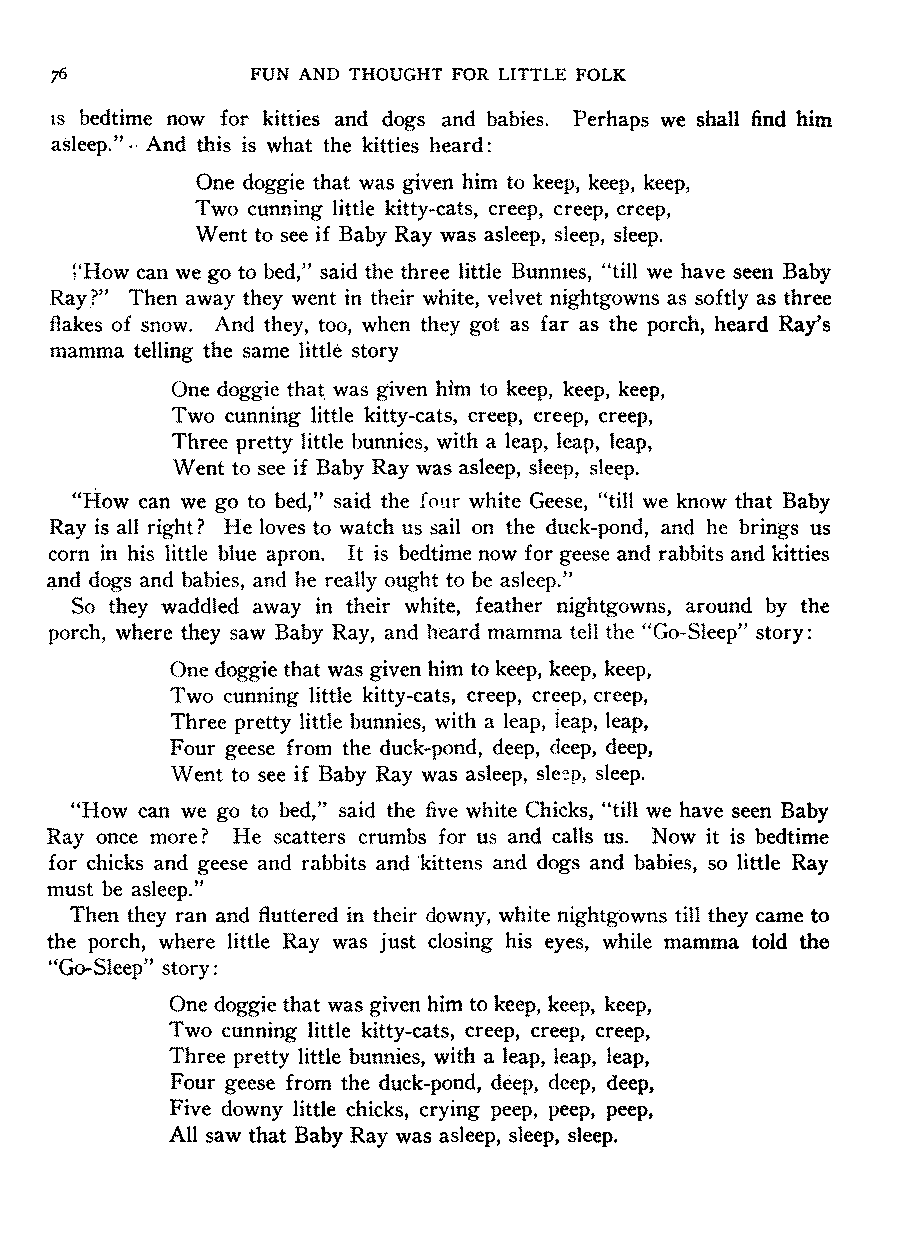 76 FUN AND THOUGHT FOR LITTLE FOLK
is bedtime now for kitties and dogs and babies. Perhaps we shall find him
asleep." And this is what the kitties heard:
One doggie that was given him to keep, keep, keep,
Two cunning little kitty-cats, creep, creep, creep,
Went to see if Baby Ray was asleep, sleep, sleep.
"How can we go to bed," said the three little Bunnies, "till we have seen Baby
Ray?" Then away they went in their white, velvet nightgowns as softly as three
flakes of snow. And they, too, when they got as far as the porch, heard Ray's
mamma telling the same little story
One doggie that was given him to keep, keep, keep,
Two cunning little kitty-cats, creep, creep, creep,
Three pretty little bunnies, with a leap, leap, leap,
Went to see if Baby Ray was asleep, sleep, sleep.
"How can we go to bed," said the four white Geese, "till we know that Baby
Ray is all right? He loves to watch us sail on the duck-pond, and he brings us
corn in his little blue apron. It is bedtime now for geese and rabbits and kitties
and dogs and babies, and he really ought to be asleep."
So they waddled away in their white, feather nightgowns, around by the
porch, where they saw Baby Ray, and heard mamma tell the "Go-Sleep" story:
One doggie that was given him to keep, keep, keep,
Two cunning little kitty-cats, creep, creep, creep,
Three pretty little bunnies, with a leap, leap, leap,
Four geese from the duck-pond, deep, deep, deep,
Went to see if Baby Ray was asleep, sleep, sleep.
"How can we go to bed," said the five white Chicks, "till we have seen Baby
Ray once more? He scatters crumbs for us and calls us. Now it is bedtime
for chicks and geese and rabbits and kittens and dogs and babies, so little Ray
must be asleep."
Then they ran and fluttered in their downy, white nightgowns till they came to
the porch, where little Ray was just closing his eyes, while mamma told the
"Go-Sleep" story:
One doggie that was given him to keep, keep, keep,
Two cunning little kitty-cats, creep, creep, creep,
Three pretty little bunnies, with a leap, leap, leap,
Four geese from the duck-pond, deep, deep, deep,
Five downy little chicks, crying peep, peep, peep,
All saw that Baby Ray was asleep, sleep, sleep.